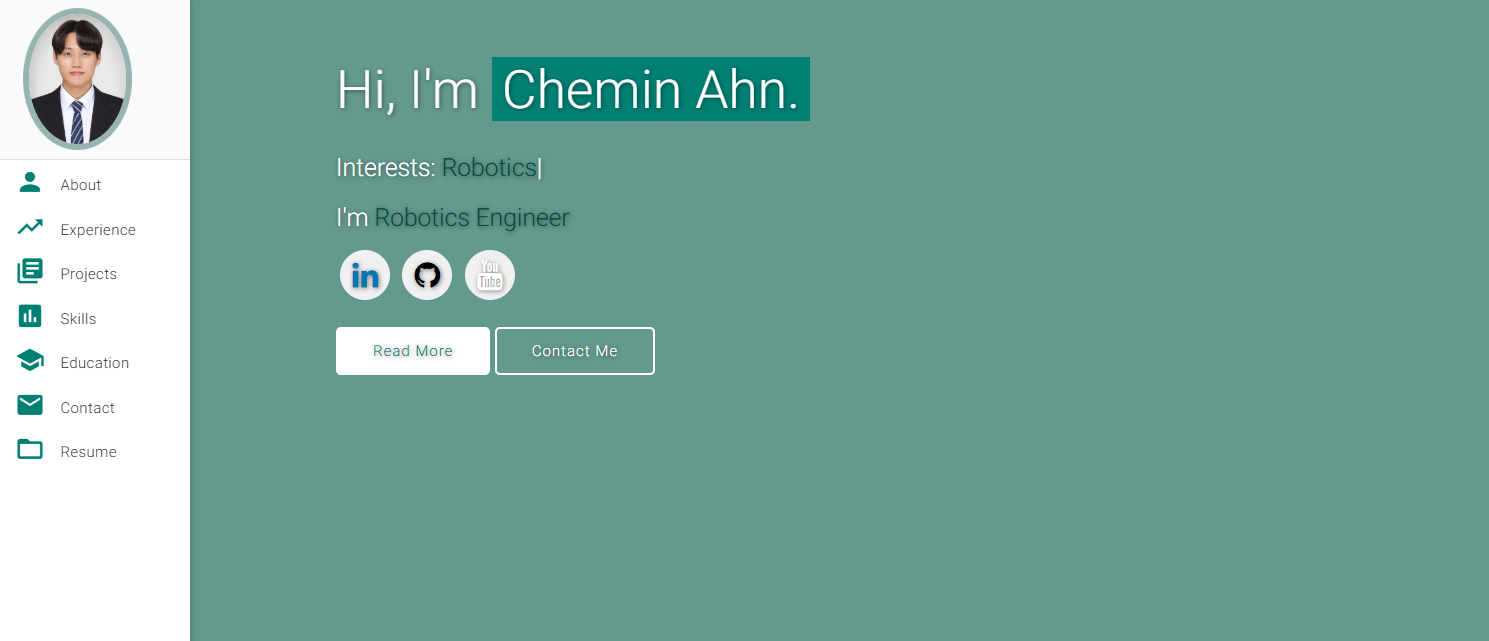 About
Experience
Projects
Skills
Education
Contact
Resume
Hi, I'm Chemin Ahn.
Interests: Robotics|
I'm Robotics Engineer
in
You
Tube
Read More
Contact Me